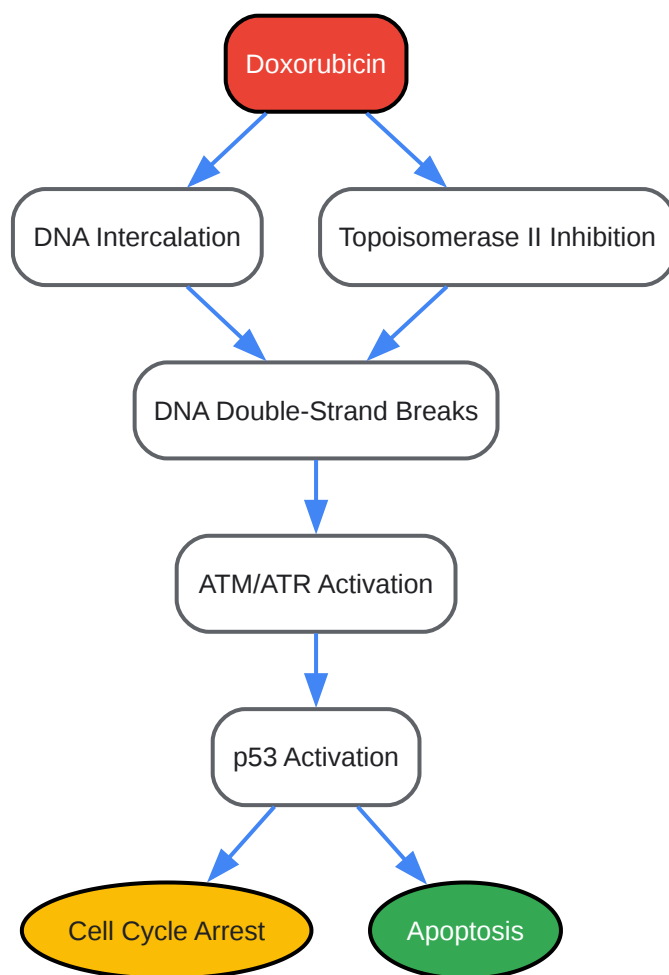 Doxorubicin
DNA Intercalation
Topoisomerase II Inhibition
DNA Double-Strand Breaks
ATM/ATR Activation
p53 Activation
Cell Cycle Arrest
Apoptosis